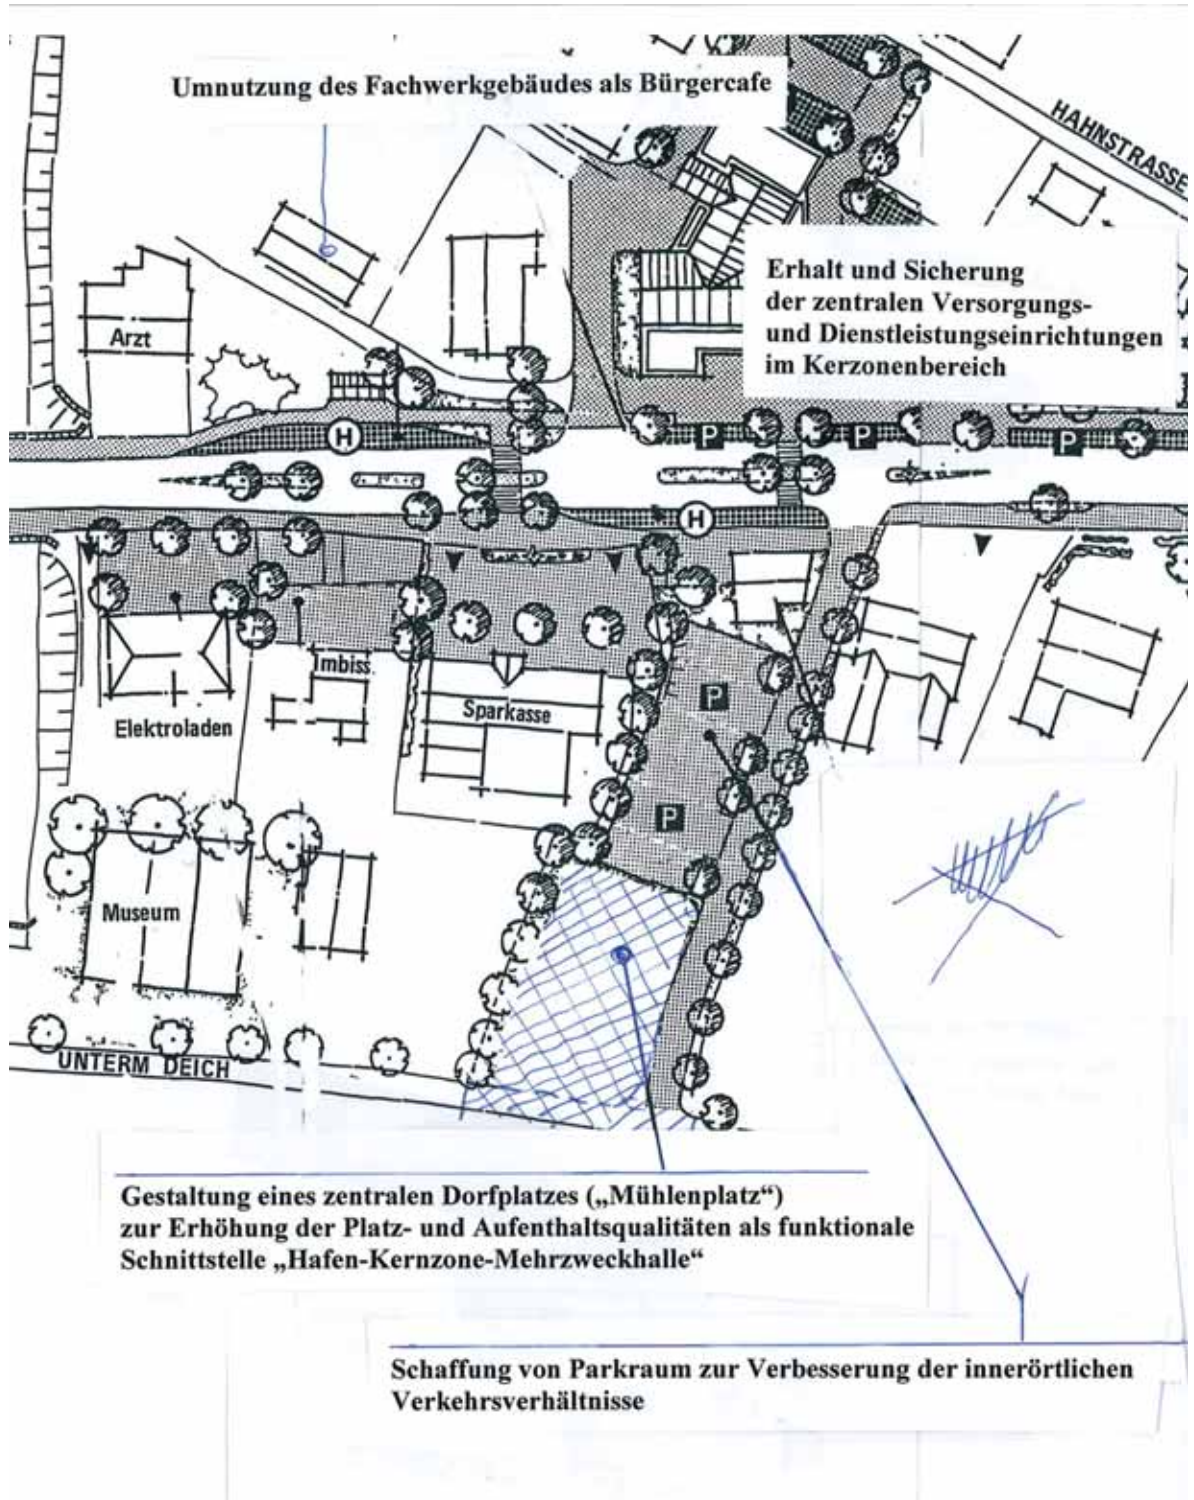 Umnutzung des Fachwerkgebäudes als Bürgercafe
HAHNSTRASSE
Erhalt und Sicherung
der zentralen Versorgungs-
und Dienstleistungseinrichtungen
im Kerzonenbereich
Arzt
H
P
P
P
H
Imbiss
Elektroladen
Sparkasse
P
P
Museum
UNTERM DEICH
Gestaltung eines zentralen Dorfplatzes („Mühlenplatz“)
zur Erhöhung der Platz- und Aufenthaltsqualitäten als funktionale
Schnittstelle „Hafen-Kernzone-Mehrzweckhalle“
Schaffung von Parkraum zur Verbesserung der innerörtlichen
Verkehrsverhältnisse